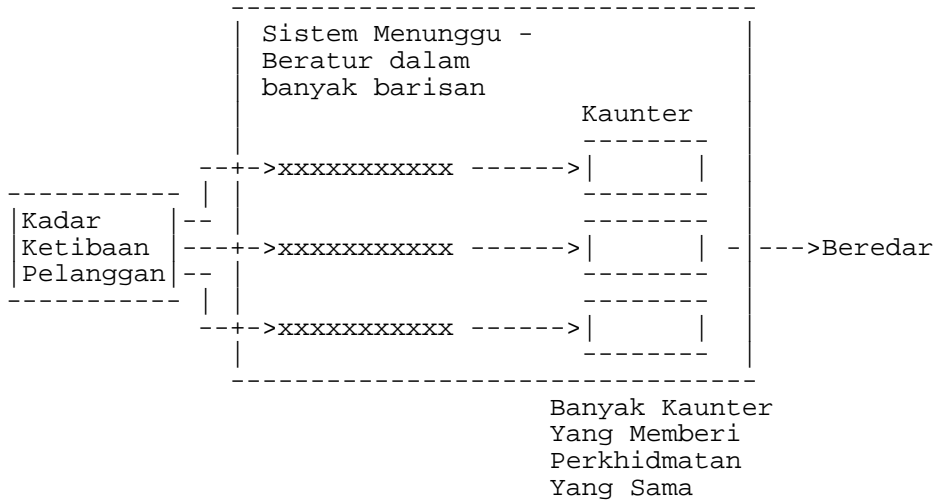 Sistem Menunggu -
Beratur dalam
banyak barisan
Kaunter
-->xxxxxxxxxxx ------>
Kadar
Ketibaan
Pelanggan
-->xxxxxxxxxxx ------>
--->Beredar
-->xxxxxxxxxxx ------>
Banyak Kaunter
Yang Memberi
Perkhidmatan
Yang Sama